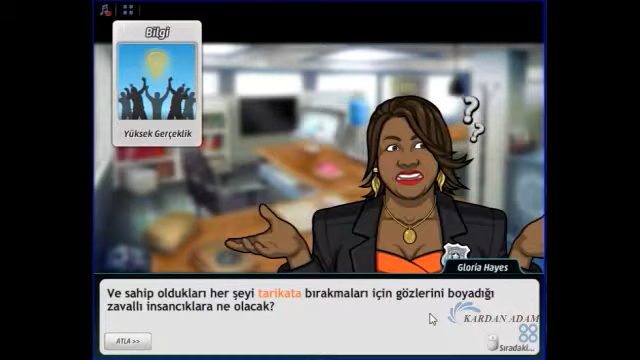 Bilgi
Yüksek Gerçeklik
Gloria Hayes
Ve sahip oldukları her şeyi tarikata bırakmaları için gözlerini boyadığı
zavallı insancıklara ne olacak?
KARDAN ADAM
ATLA >>
Sıradaki...